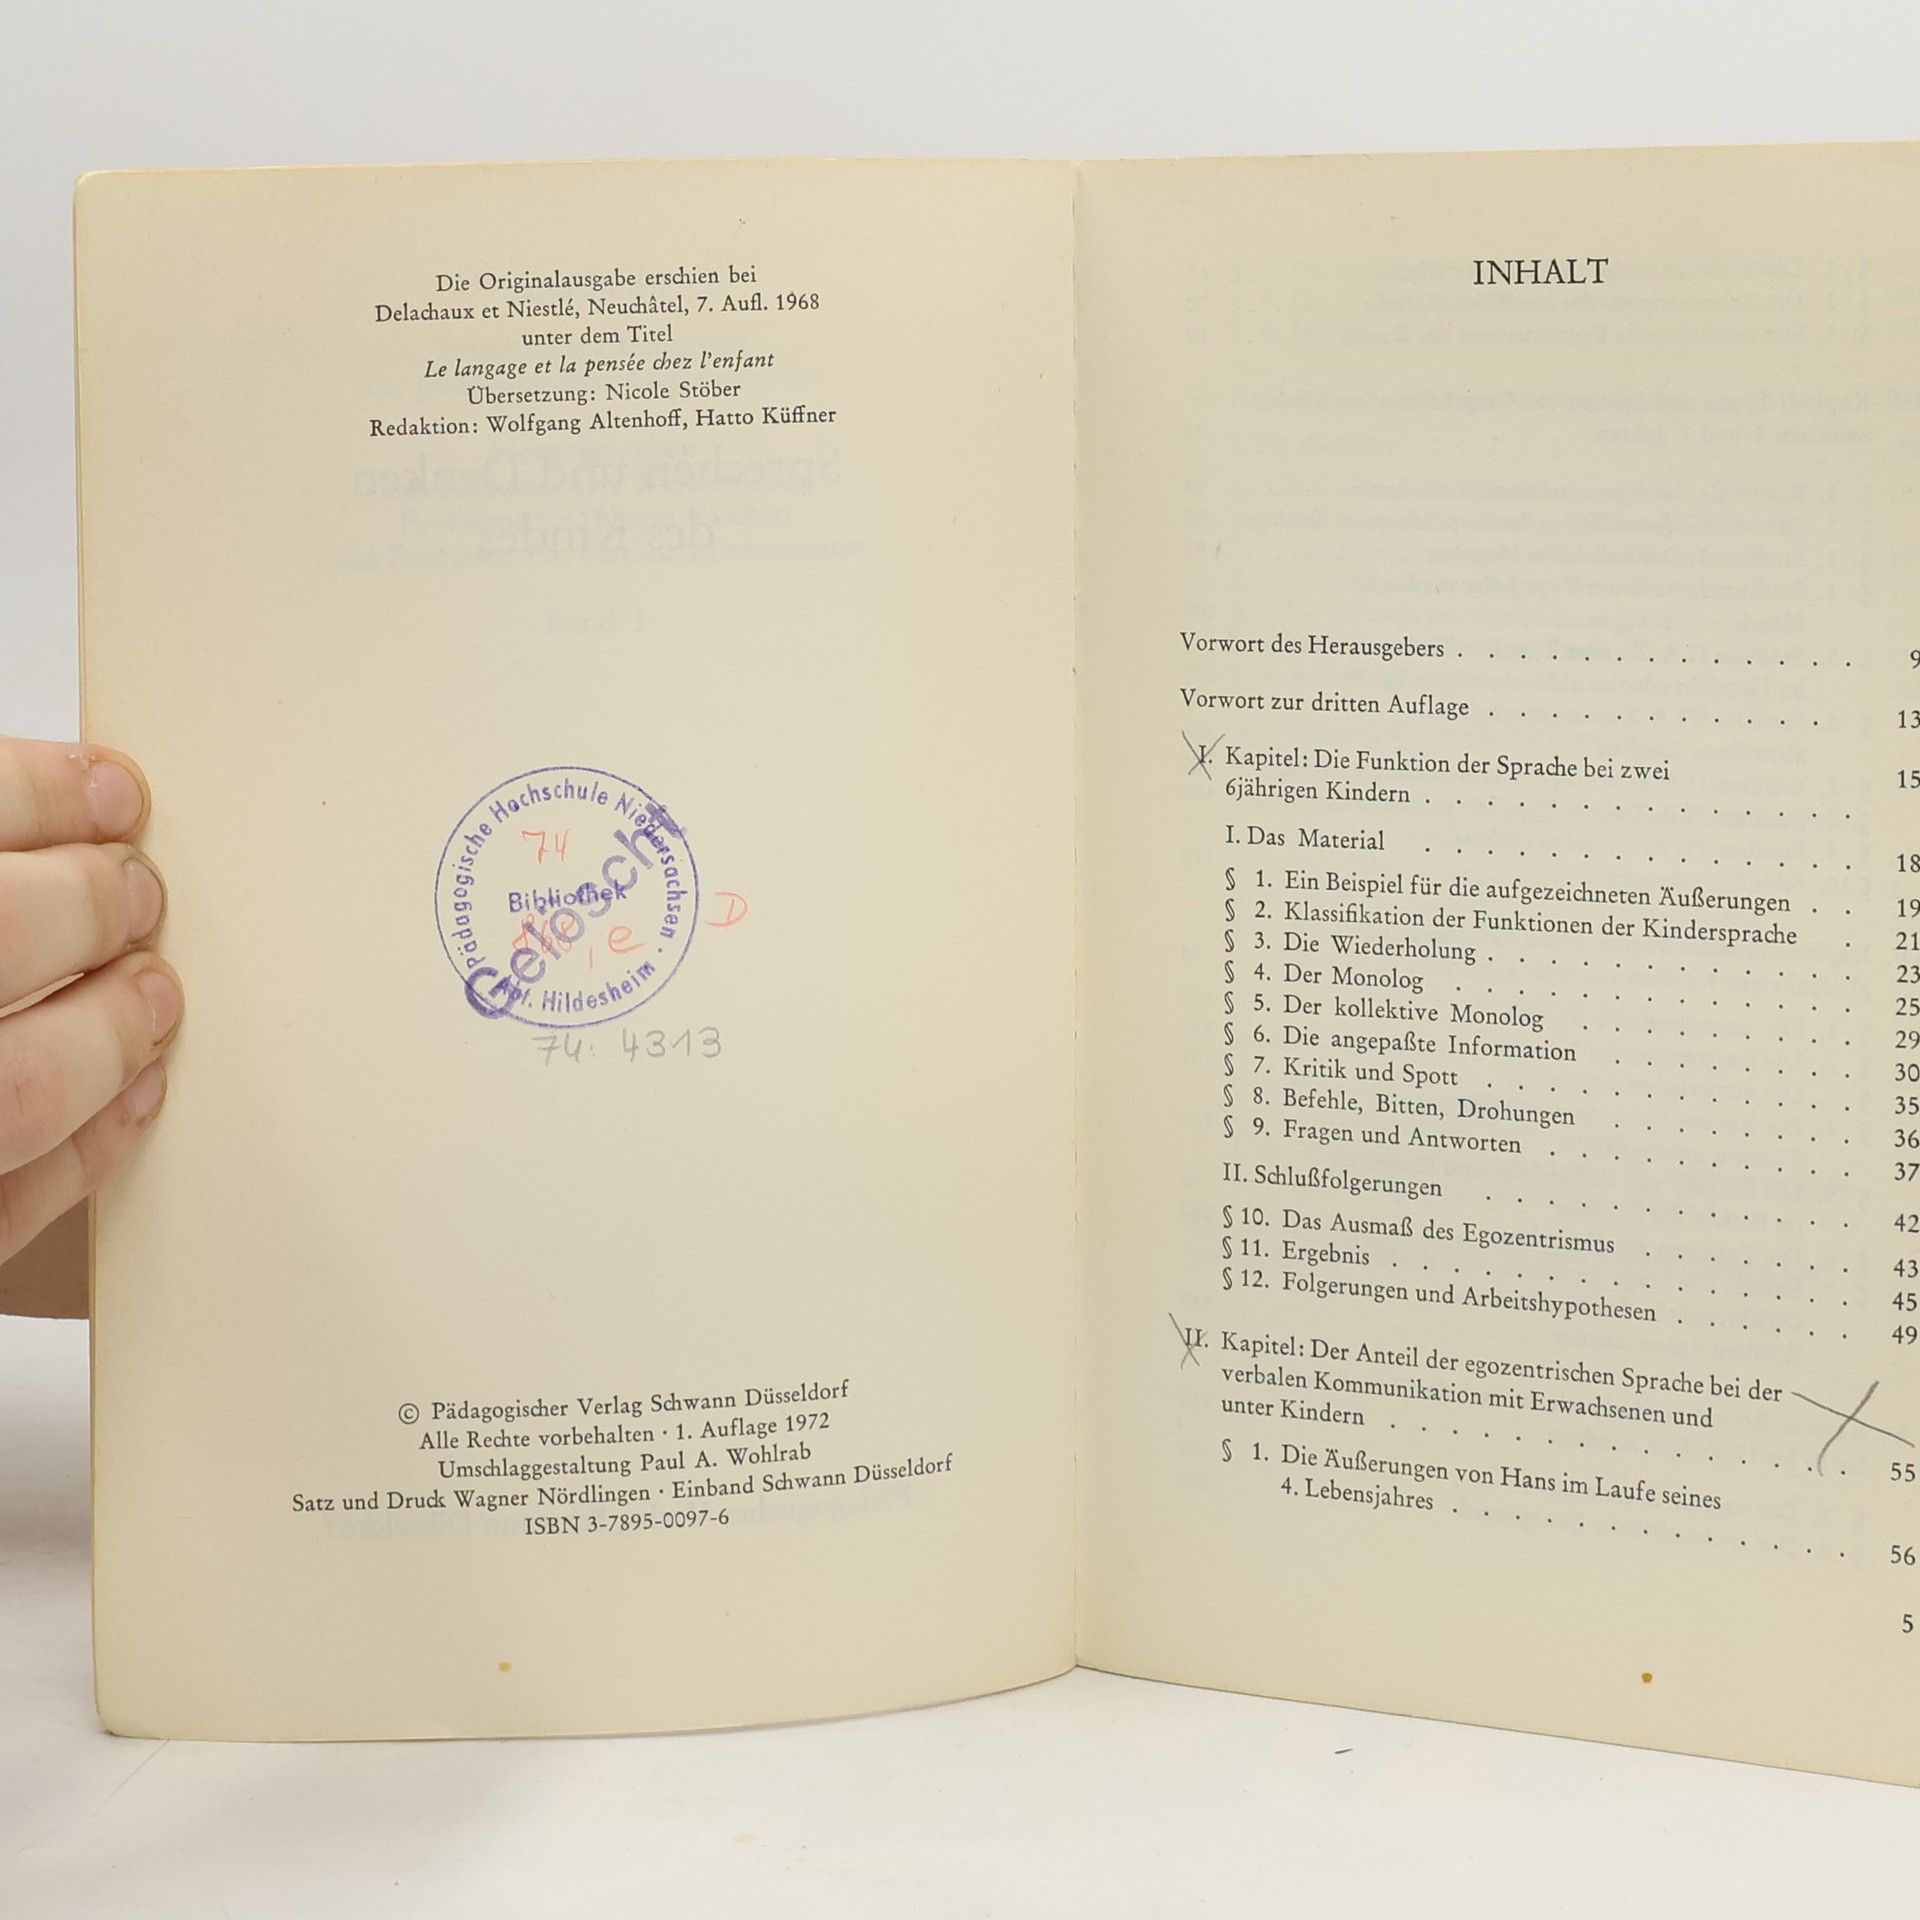 Die Originalausgabe erschien bei
Delachaux et Niestlé, Neuchâtel, 7. Aufl. 1968
unter dem Titel
Le langage et la pensée chez l'enfant
Übersetzung: Nicole Stöber
Redaktion: Wolfgang Altenhoff, Hatto Küffner
Pädagogische Hochschule Niedersachsen ·
Abt. Hildesheim
Bibliothek
Gelöscht
74
, e
D
74: 4313
© Pädagogischer Verlag Schwann Düsseldorf
Alle Rechte vorbehalten · 1. Auflage 1972
Umschlaggestaltung Paul A. Wohlrab
Satz und Druck Wagner Nördlingen · Einband Schwann Düsseldorf
ISBN 3-7895-0097-6
INHALT
Vorwort des Herausgebers . . . . . . . . . . . . . 9
Vorwort zur dritten Auflage . . . . . . . . . . . 13
I. Kapitel: Die Funktion der Sprache bei zwei 15
6jährigen Kindern . . . . . . . . . . . . . .
I. Das Material . . . . . . . . . . . . . . 18
§ 1. Ein Beispiel für die aufgezeichneten Äußerungen . . 19
§ 2. Klassifikation der Funktionen der Kindersprache . 21
§ 3. Die Wiederholung . . . . . . . . . . . . 23
§ 4. Der Monolog . . . . . . . . . . . . . 25
§ 5. Der kollektive Monolog . . . . . . . . . 29
§ 6. Die angepaßte Information . . . . . . . . 30
§ 7. Kritik und Spott . . . . . . . . . . . . 35
§ 8. Befehle, Bitten, Drohungen . . . . . . . . 36
§ 9. Fragen und Antworten . . . . . . . . . . 37
II. Schlußfolgerungen . . . . . . . . . . . . 42
§ 10. Das Ausmaß des Egozentrismus . . . . . . . 43
§ 11. Ergebnis . . . . . . . . . . . . . . . 45
§ 12. Folgerungen und Arbeitshypothesen . . . . . . 49
II. Kapitel: Der Anteil der egozentrischen Sprache bei der
verbalen Kommunikation mit Erwachsenen und
unter Kindern . . . . . . . . . . . . . . . 55
§ 1. Die Äußerungen von Hans im Laufe seines
4. Lebensjahres . . . . . . . . . . . . . 56
5